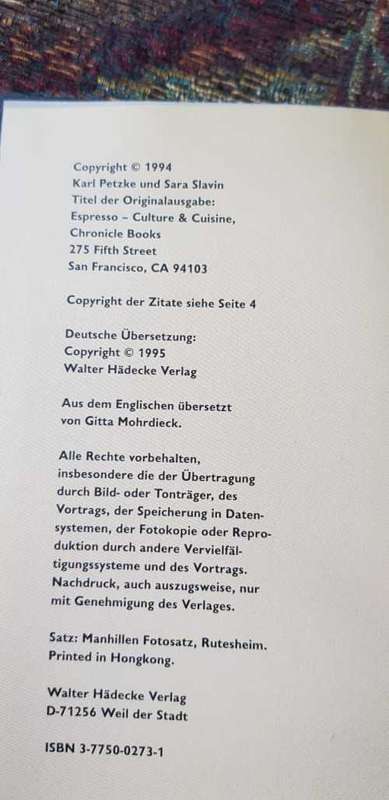 Copyright © 1994
Karl Petzke und Sara Slavin
Titel der Originalausgabe:
Espresso – Culture & Cuisine,
Chronicle Books
275 Fifth Street
San Francisco, CA 94103
Copyright der Zitate siehe Seite 4
Deutsche Übersetzung:
Copyright © 1995
Walter Hädecke Verlag
Aus dem Englischen übersetzt
von Gitta Mohrdieck.
Alle Rechte vorbehalten,
insbesondere die der Übertragung
durch Bild- oder Tonträger, des
Vortrags, der Speicherung in Daten-
systemen, der Fotokopie oder Repro-
duktion durch andere Vervielfäl-
tigungssysteme und des Vortrags.
Nachdruck, auch auszugsweise, nur
mit Genehmigung des Verlages.
Satz: Manhillen Fotosatz, Rutesheim.
Printed in Hongkong.
Walter Hädecke Verlag
D-71256 Weil der Stadt
ISBN 3-7750-0273-1